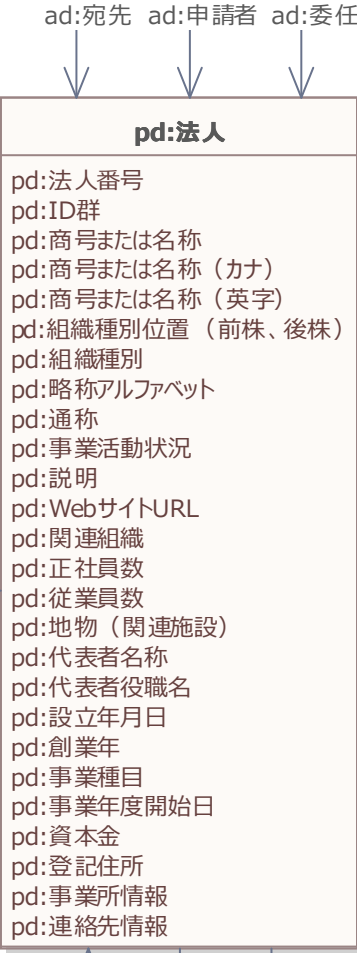 ad:宛先 ad:申請者 ad:委任
pd:法人
pd:法人番号
pd:ID群
pd:商号または名称
pd:商号または名称（カナ）
pd:商号または名称（英字）
pd:組織種別位置（前株、後株）
pd:組織種別
pd:略称アルファベット
pd:通称
pd:事業活動状況
pd:説明
pd:WebサイトURL
pd:関連組織
pd:正社員数
pd:従業員数
pd:地物（関連施設）
pd:代表者名称
pd:代表者役職名
pd:設立年月日
pd:創業年
pd:事業種目
pd:事業年度開始日
pd:資本金
pd:登記住所
pd:事業所情報
pd:連絡先情報